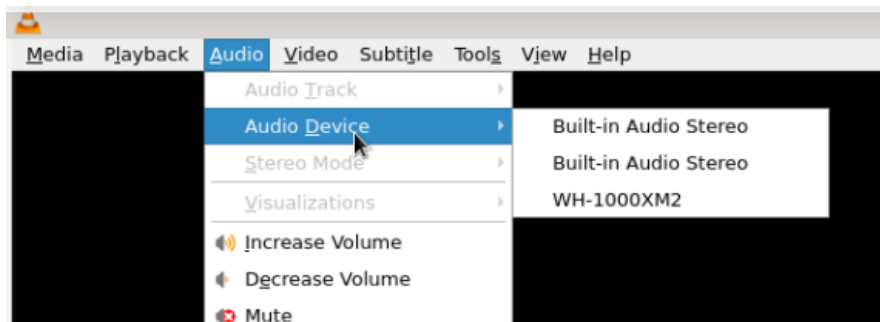 Media Playback Audio Video Subtitle Tools View Help
Audio Track
Audio Device
Stereo Mode
Visualizations
Increase Volume
Decrease Volume
Mute
Built-in Audio Stereo
Built-in Audio Stereo
WH-1000XM2